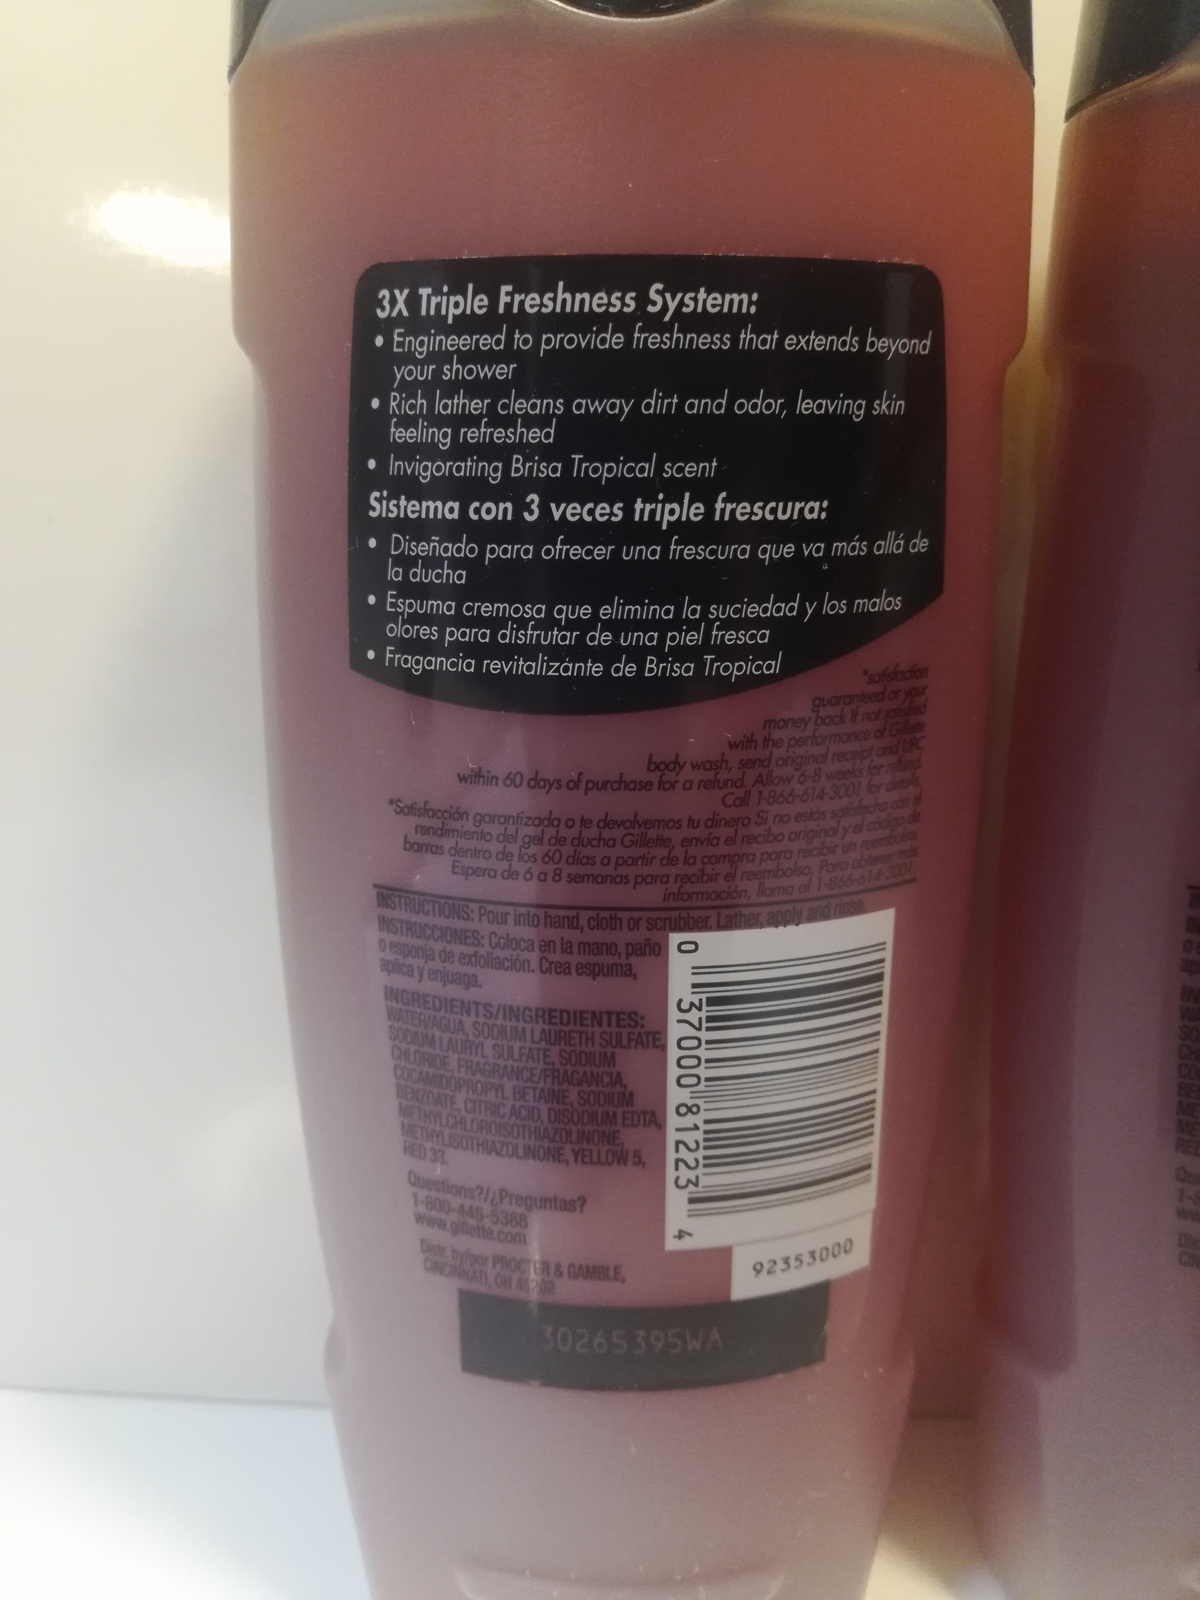 3X Triple Freshness System:
• Engineered to provide freshness that extends beyond
your shower
• Rich lather cleans away dirt and odor, leaving skin
feeling refreshed
• Invigorating Brisa Tropical scent
Sistema con 3 veces triple frescura:
• Diseñado para ofrecer una frescura que va más allá de
la ducha
• Espuma cremosa que elimina la suciedad y los malos
olores para disfrutar de una piel fresca
• Fragancia revitalizante de Brisa Tropical
*satisfaction
guaranteed or your
money back If not satisfied
with the performance of Gillette
body wash, send original receipt and UPC
within 60 days of purchase for a refund. Allow 6-8 weeks for refund.
Call 1-866-614-3001 for details.
*Satisfacción garantizada o te devolvemos tu dinero Si no estás satisfecho con el
rendimiento del gel de ducha Gillette, envía el recibo original y el código de
barras dentro de los 60 días a partir de la compra para recibir un reembolso.
Espera de 6 a 8 semanas para recibir el reembolso. Para obtener más
información, llama al 1-866-614-3001.
INSTRUCTIONS: Pour into hand, cloth or scrubber. Lather, apply and rinse.
INSTRUCCIONES: Coloca en la mano, paño
o esponja de exfoliación. Crea espuma,
aplica y enjuaga.
INGREDIENTS/INGREDIENTES:
WATER/AGUA, SODIUM LAURETH SULFATE,
SODIUM LAURYL SULFATE, SODIUM
CHLORIDE, FRAGRANCE/FRAGANCIA,
COCAMIDOPROPYL BETAINE, SODIUM
BENZOATE, CITRIC ACID, DISODIUM EDTA,
METHYLCHLOROISOTHIAZOLINONE,
METHYLISOTHIAZOLINONE, YELLOW 5,
RED 33.
Questions?/¿Preguntas?
1-800-445-5388
www.gillette.com
Distr. by/por PROCTER & GAMBLE,
CINCINNATI, OH 45202
0 37000 81223 4
92353000
30265395WA